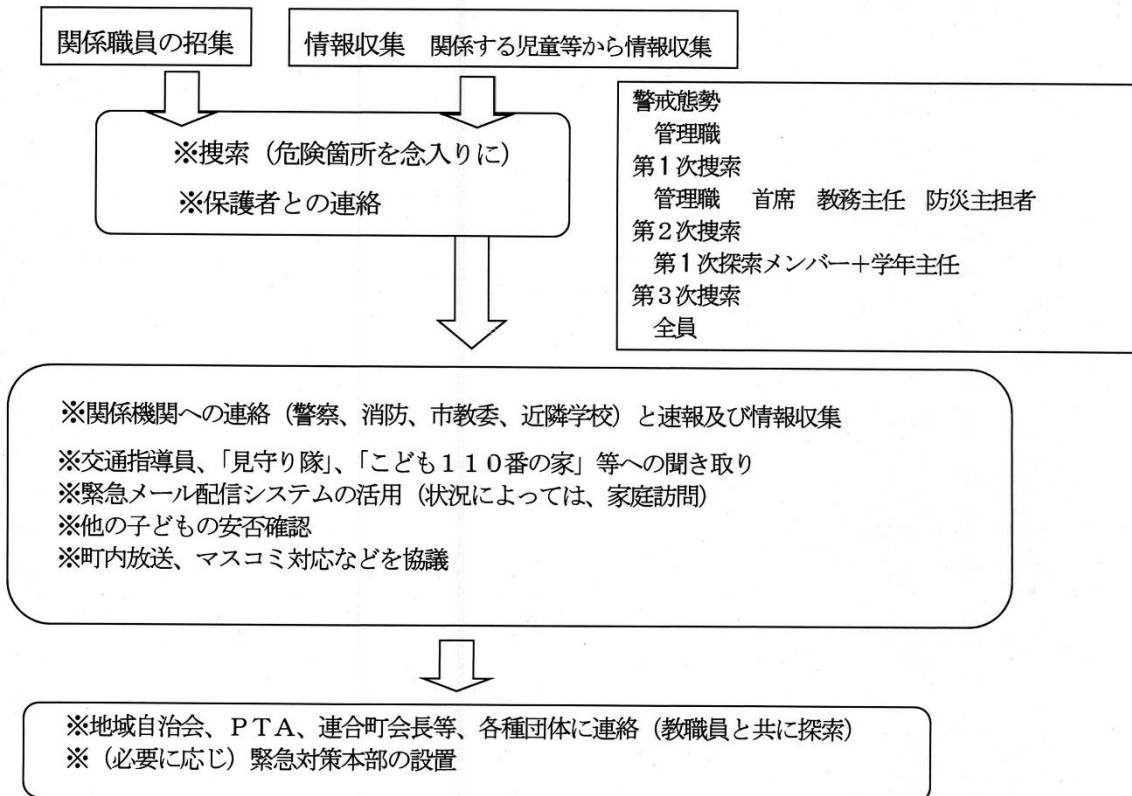 関係職員の招集
情報収集　関係する児童等から情報収集
※捜索（危険箇所を念入りに）
※保護者との連絡
警戒態勢
管理職
第１次捜索
管理職　首席　教務主任　防災主担者
第２次捜索
第１次探索メンバー＋学年主任
第３次捜索
全員
※関係機関への連絡（警察、消防、市教委、近隣学校）と速報及び情報収集
※交通指導員、「見守り隊」、「こども１１０番の家」等への聞き取り
※緊急メール配信システムの活用（状況によっては、家庭訪問）
※他の子どもの安否確認
※町内放送、マスコミ対応などを協議
※地域自治会、ＰＴＡ、連合町会長等、各種団体に連絡（教職員と共に探索）
※（必要に応じ）緊急対策本部の設置